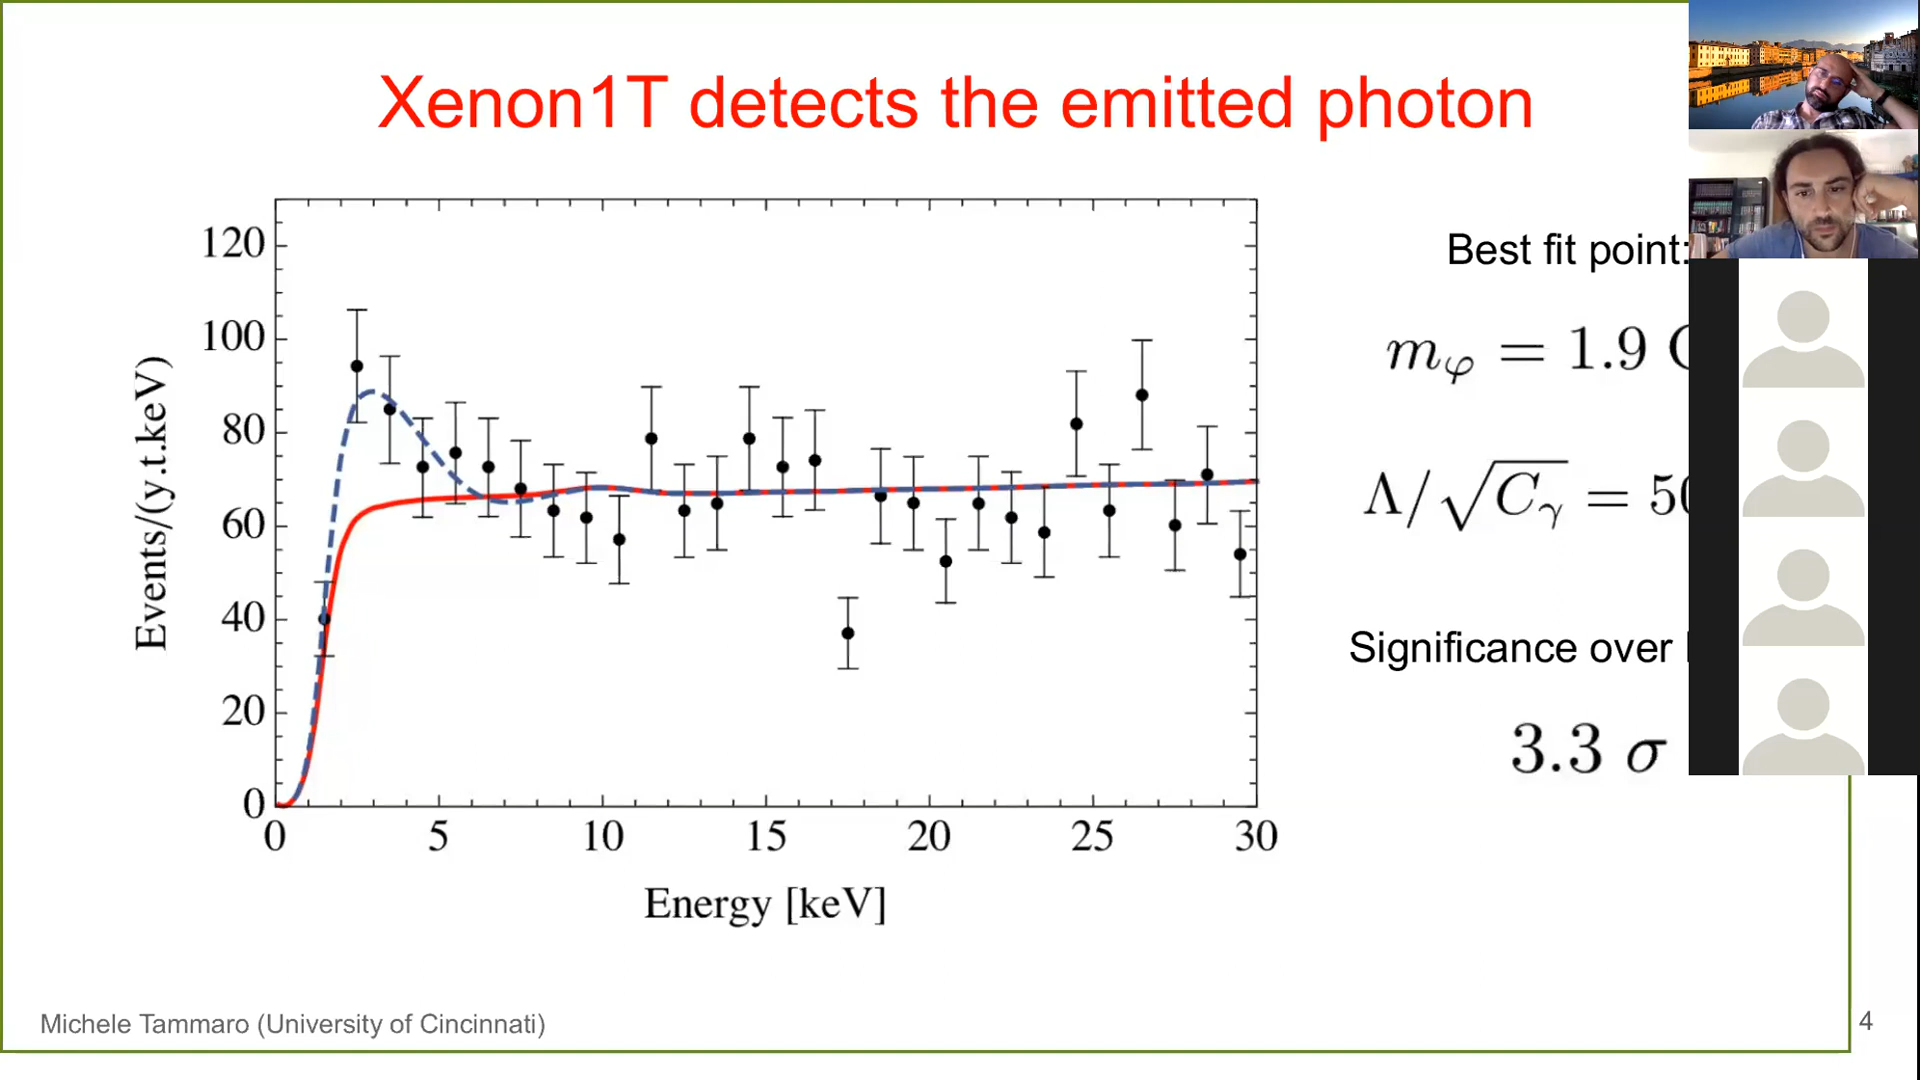 Xenon1T detects the emitted photon
Best fit point:
m_φ = 1.9
Λ/√C_γ = 50
Significance over
3.3 σ
Events/(y.t.keV)
120
100
80
60
40
20
0
0 5 10 15 20 25 30
Energy [keV]
Michele Tammaro (University of Cincinnati)
4